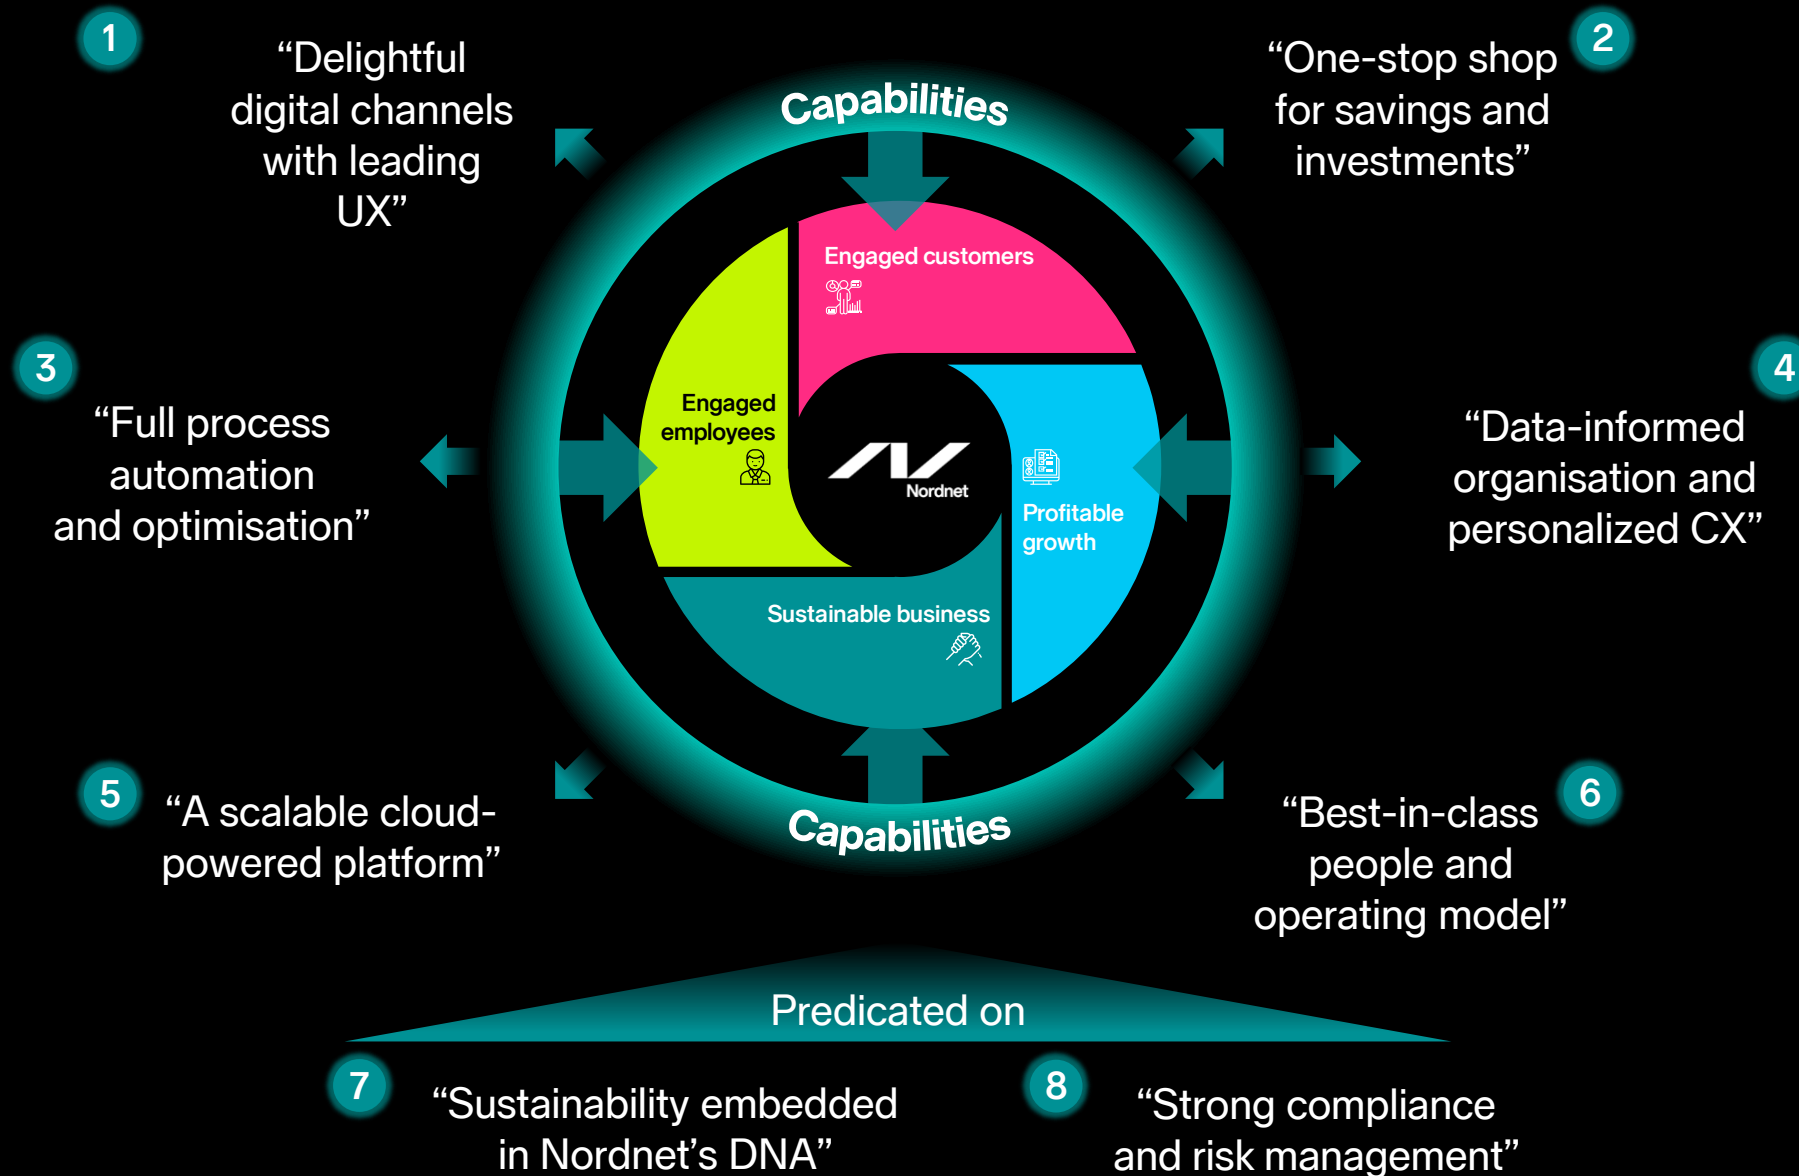 1
“Delightful
digital channels
with leading
UX”
2
“One-stop shop
for savings and
investments”
Capabilities
Engaged customers
3
“Full process
automation
and optimisation”
Engaged
employees
Nordnet
Profitable
growth
4
“Data-informed
organisation and
personalized CX”
Sustainable business
5
“A scalable cloud-
powered platform”
Capabilities
6
“Best-in-class
people and
operating model”
Predicated on
7
“Sustainability embedded
in Nordnet’s DNA”
8
“Strong compliance
and risk management”